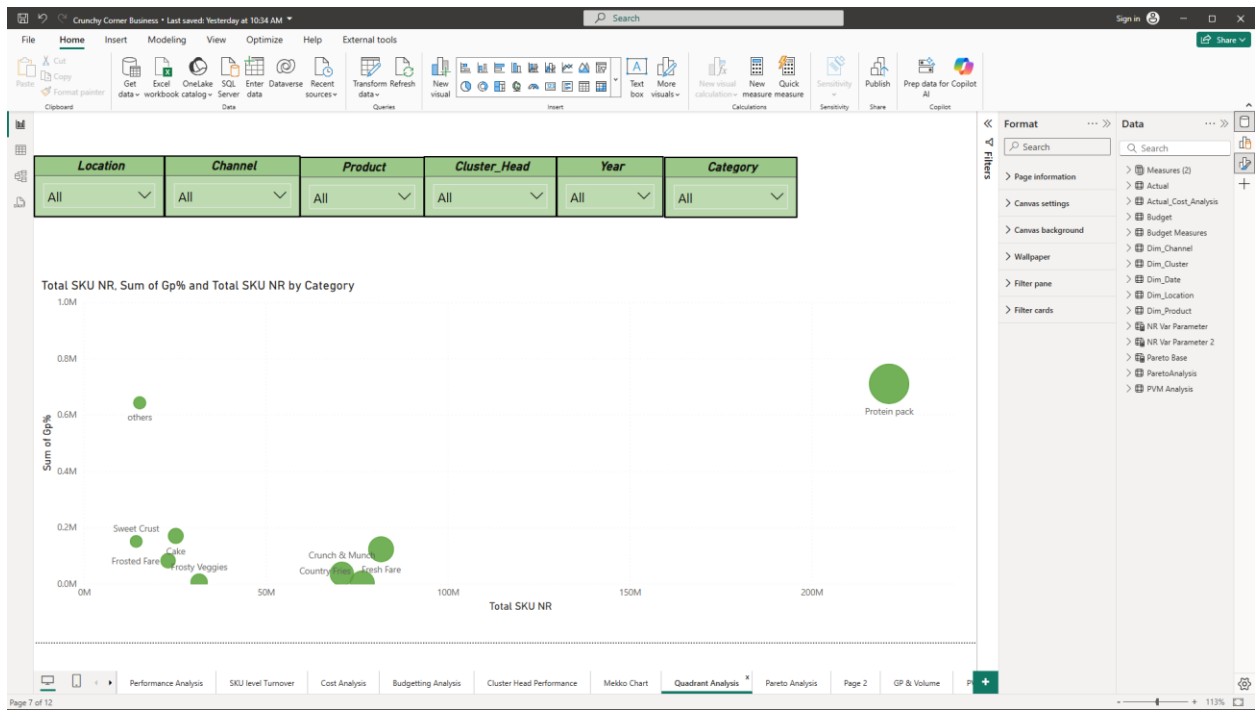 Crunchy Corner Business • Last saved: Yesterday at 10:34 AM
Search
Sign in
File Home Insert Modeling View Optimize Help External tools
Share
Paste
Cut
Copy
Format painter
Clipboard
Get data
Excel workbook
OneLake catalog
SQL Server
Enter data
Dataverse
Recent sources
Data
Transform data
Refresh
Queries
New visual
Text box
More visuals
Insert
New visual calculation
New measure
Quick measure
Calculations
Sensitivity
Sensitivity
Publish
Share
Prep data for AI
Copilot
Copilot
Location Channel Product Cluster_Head Year Category
All All All All All All
Total SKU NR, Sum of Gp% and Total SKU NR by Category
1.0M
0.8M
0.6M
0.4M
0.2M
0.0M
Sum of Gp%
others
Protein pack
Sweet Crust
Cake
Frosted Fare
Frosty Veggies
Crunch & Munch
Country Fries
Fresh Fare
0M 50M 100M 150M 200M
Total SKU NR
Filters
Format
Search
Page information
Canvas settings
Canvas background
Wallpaper
Filter pane
Filter cards
Data
Search
Measures (2)
Actual
Actual_Cost_Analysis
Budget
Budget Measures
Dim_Channel
Dim_Cluster
Dim_Date
Dim_Location
Dim_Product
NR Var Parameter
NR Var Parameter 2
Pareto Base
ParetoAnalysis
PVM Analysis
Performance Analysis SKU level Turnover Cost Analysis Budgetting Analysis Cluster Head Performance Mekko Chart Quadrant Analysis Pareto Analysis Page 2 GP & Volume
Page 7 of 12
113%